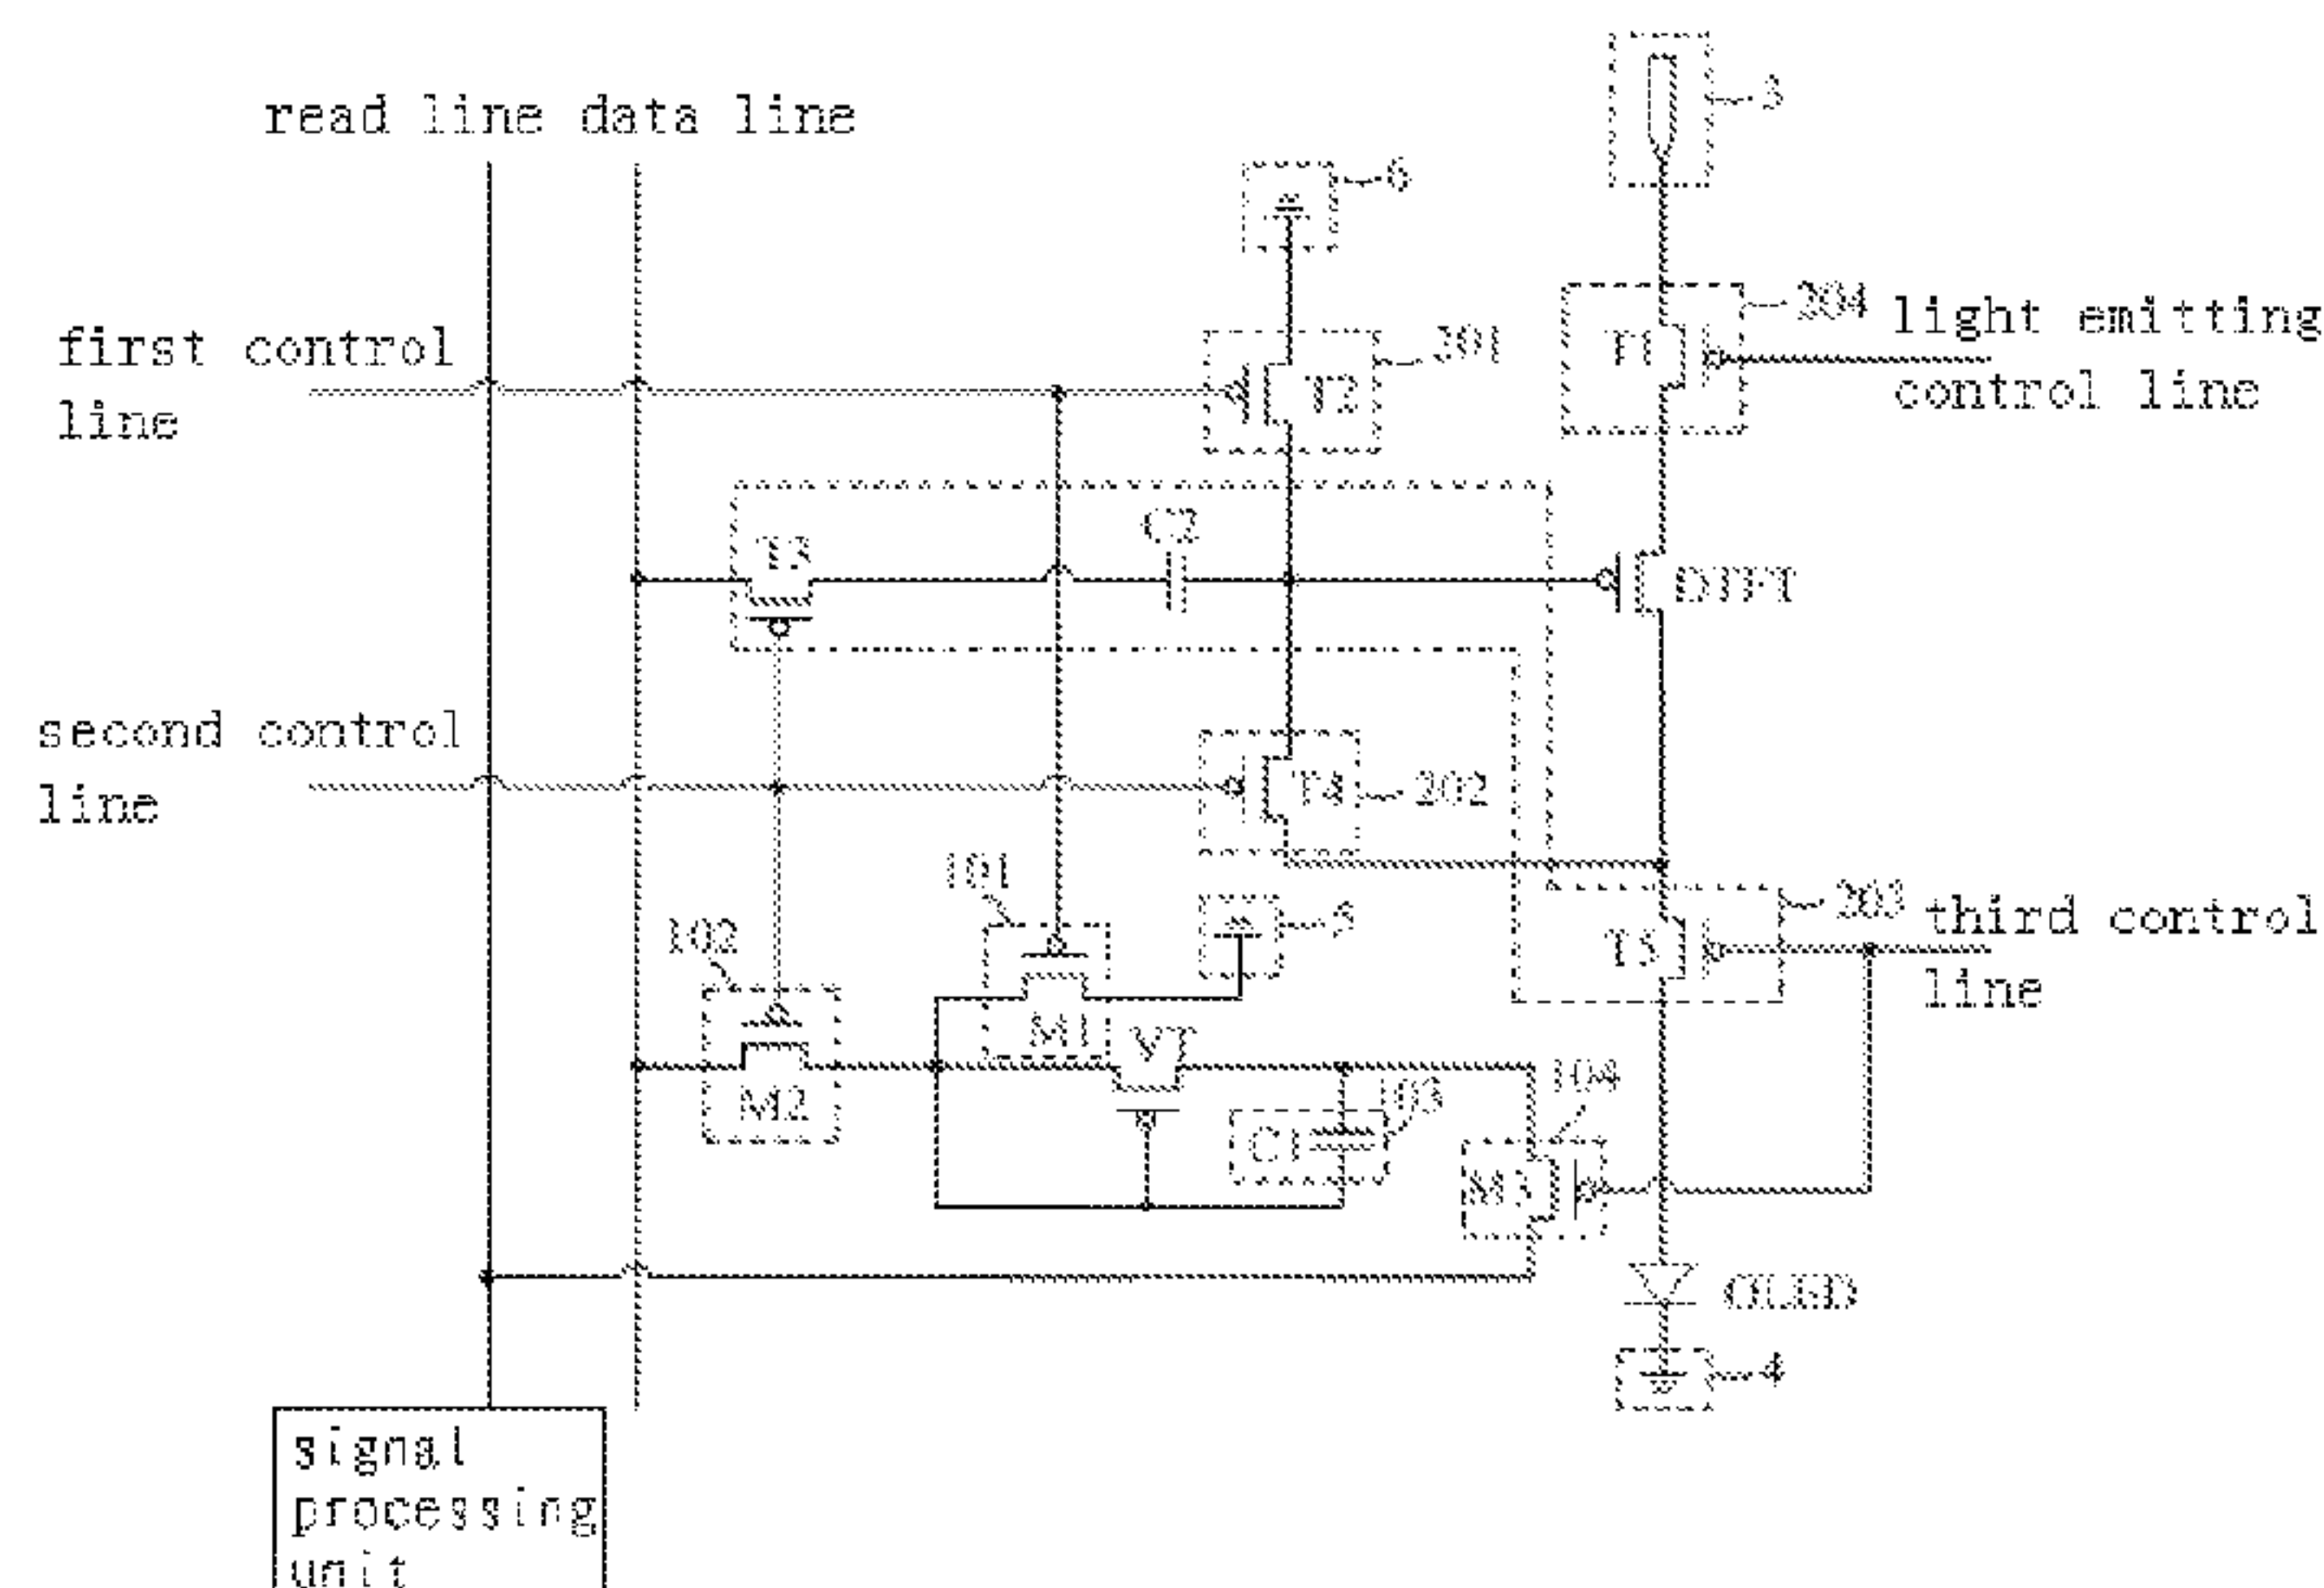 read line data line
3
6
first control
line
201
T2
204
T1
light emitting
control line
T3
C2
DTFT
second control
line
T4
202
101
5
203
third control
line
T5
102
M1
VT
M2
103
104
C1
M3
OLED
4
signal
processing
unit